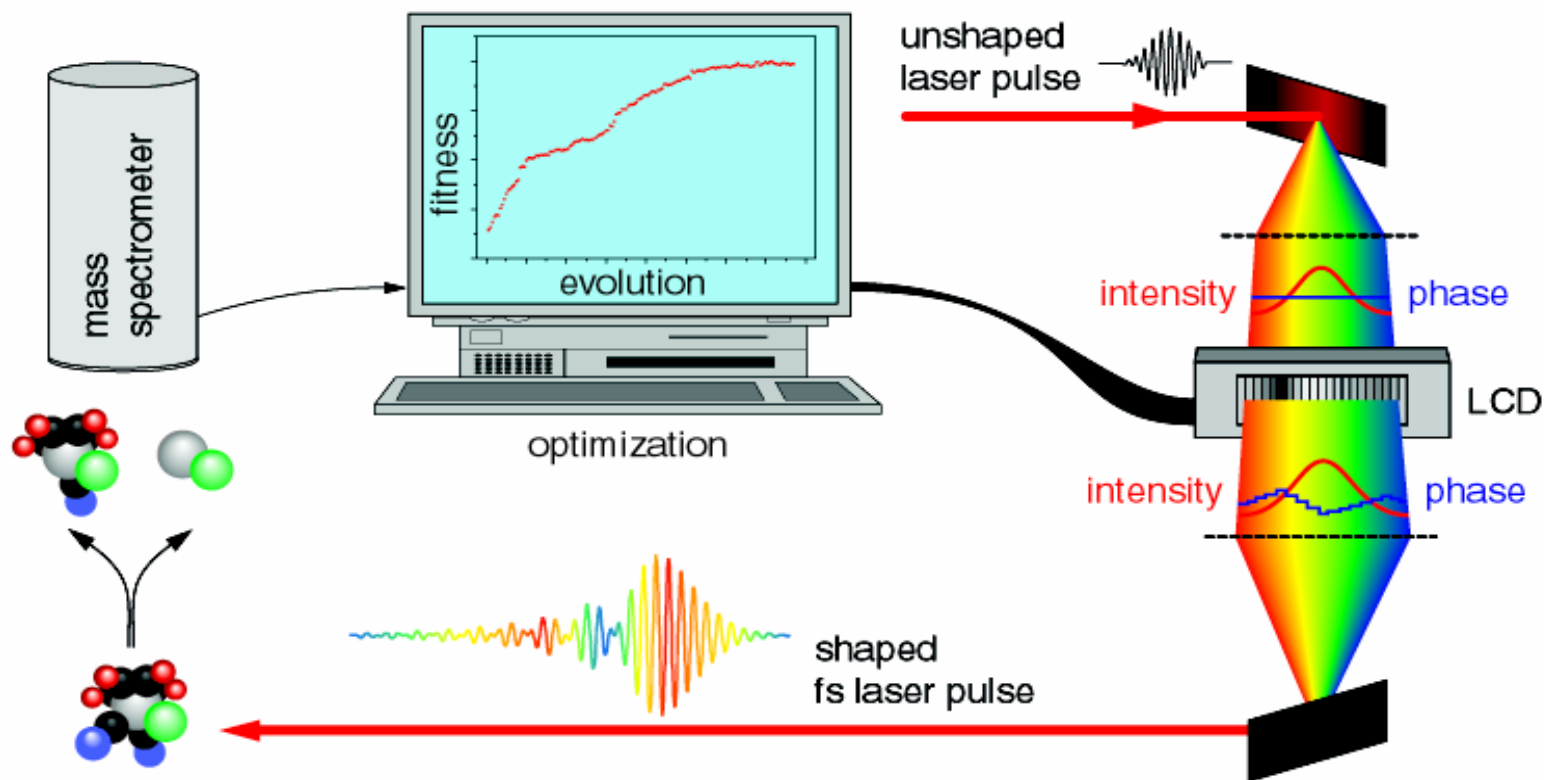 unshaped
laser pulse
mass
spectrometer
fitness
evolution
optimization
intensity
phase
LCD
intensity
phase
shaped
fs laser pulse